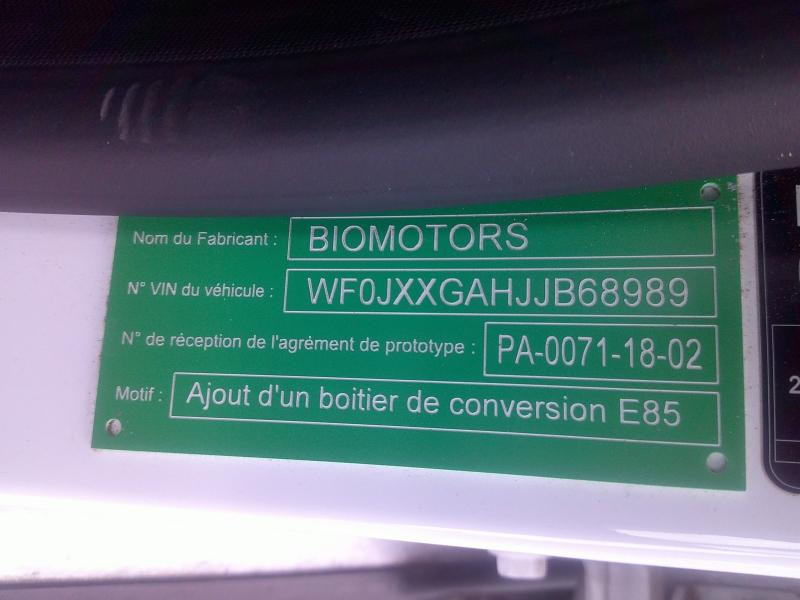 Nom du Fabricant : BIOMOTORS
N° VIN du véhicule : WF0JXXGAHJJB68989
N° de réception de l'agrément de prototype : PA-0071-18-02
Motif : Ajout d'un boitier de conversion E85
2